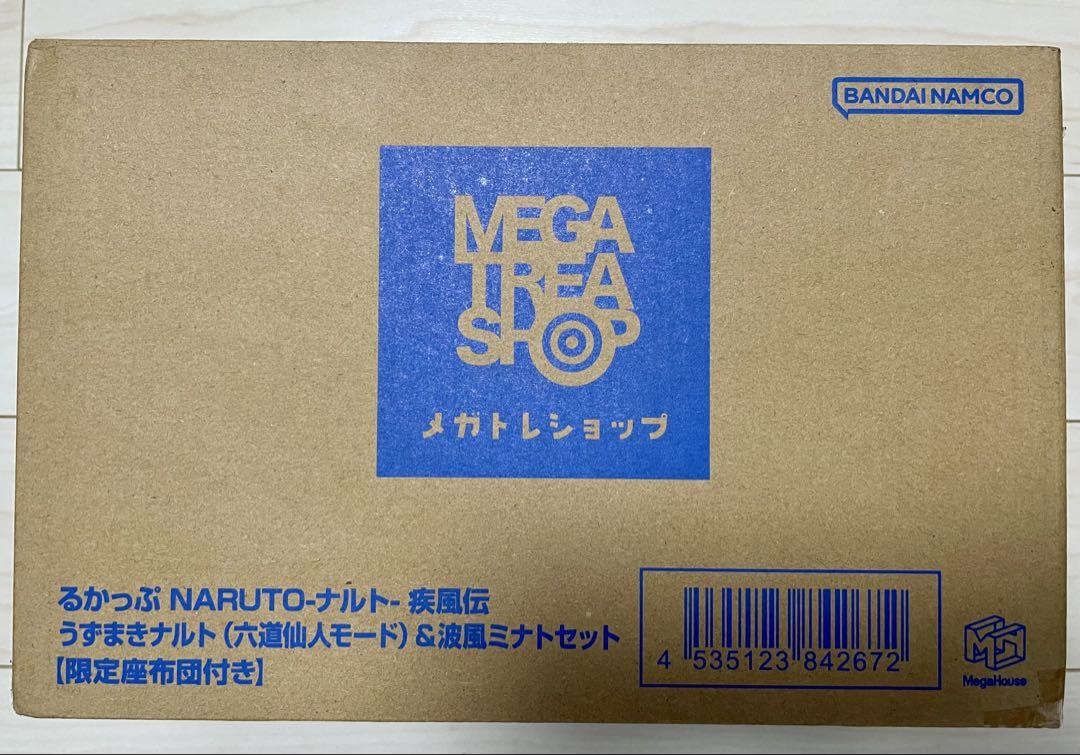 BANDAI NAMCO
MEGA
TREA
SHOP
メガトレショップ
るかっぷ NARUTO-ナルト- 疾風伝
うずまきナルト(六道仙人モード)&波風ミナトセット
【限定座布団付き】
4 535123 842672
MegaHouse